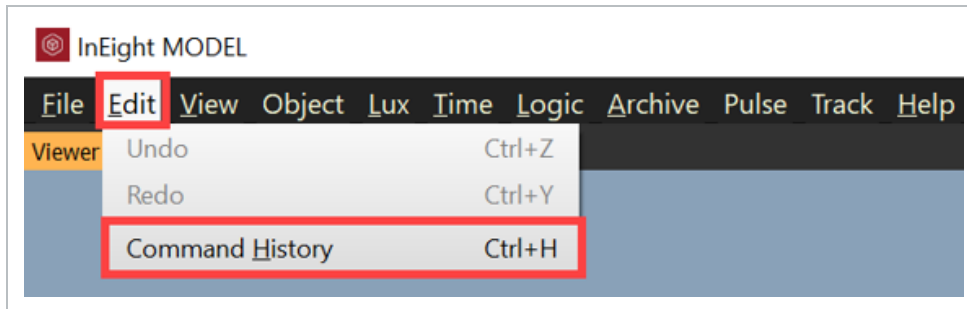 InEight MODEL
File Edit View Object Lux Time Logic Archive Pulse Track Help
Viewer
Undo Ctrl+Z
Redo Ctrl+Y
Command History Ctrl+H